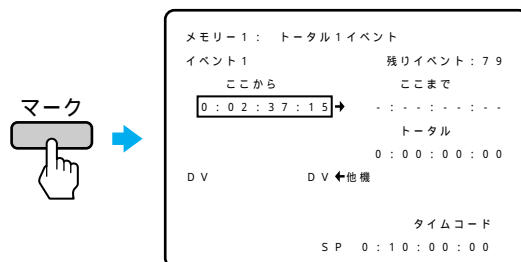 マーク
メモリー1: トータル1イベント
イベント1 残りイベント:79
ここから ここまで
0:02:37:15→ -:--:--:--
トータル
0:00:00:00
DV DV←他機
タイムコード
SP 0:10:00:00